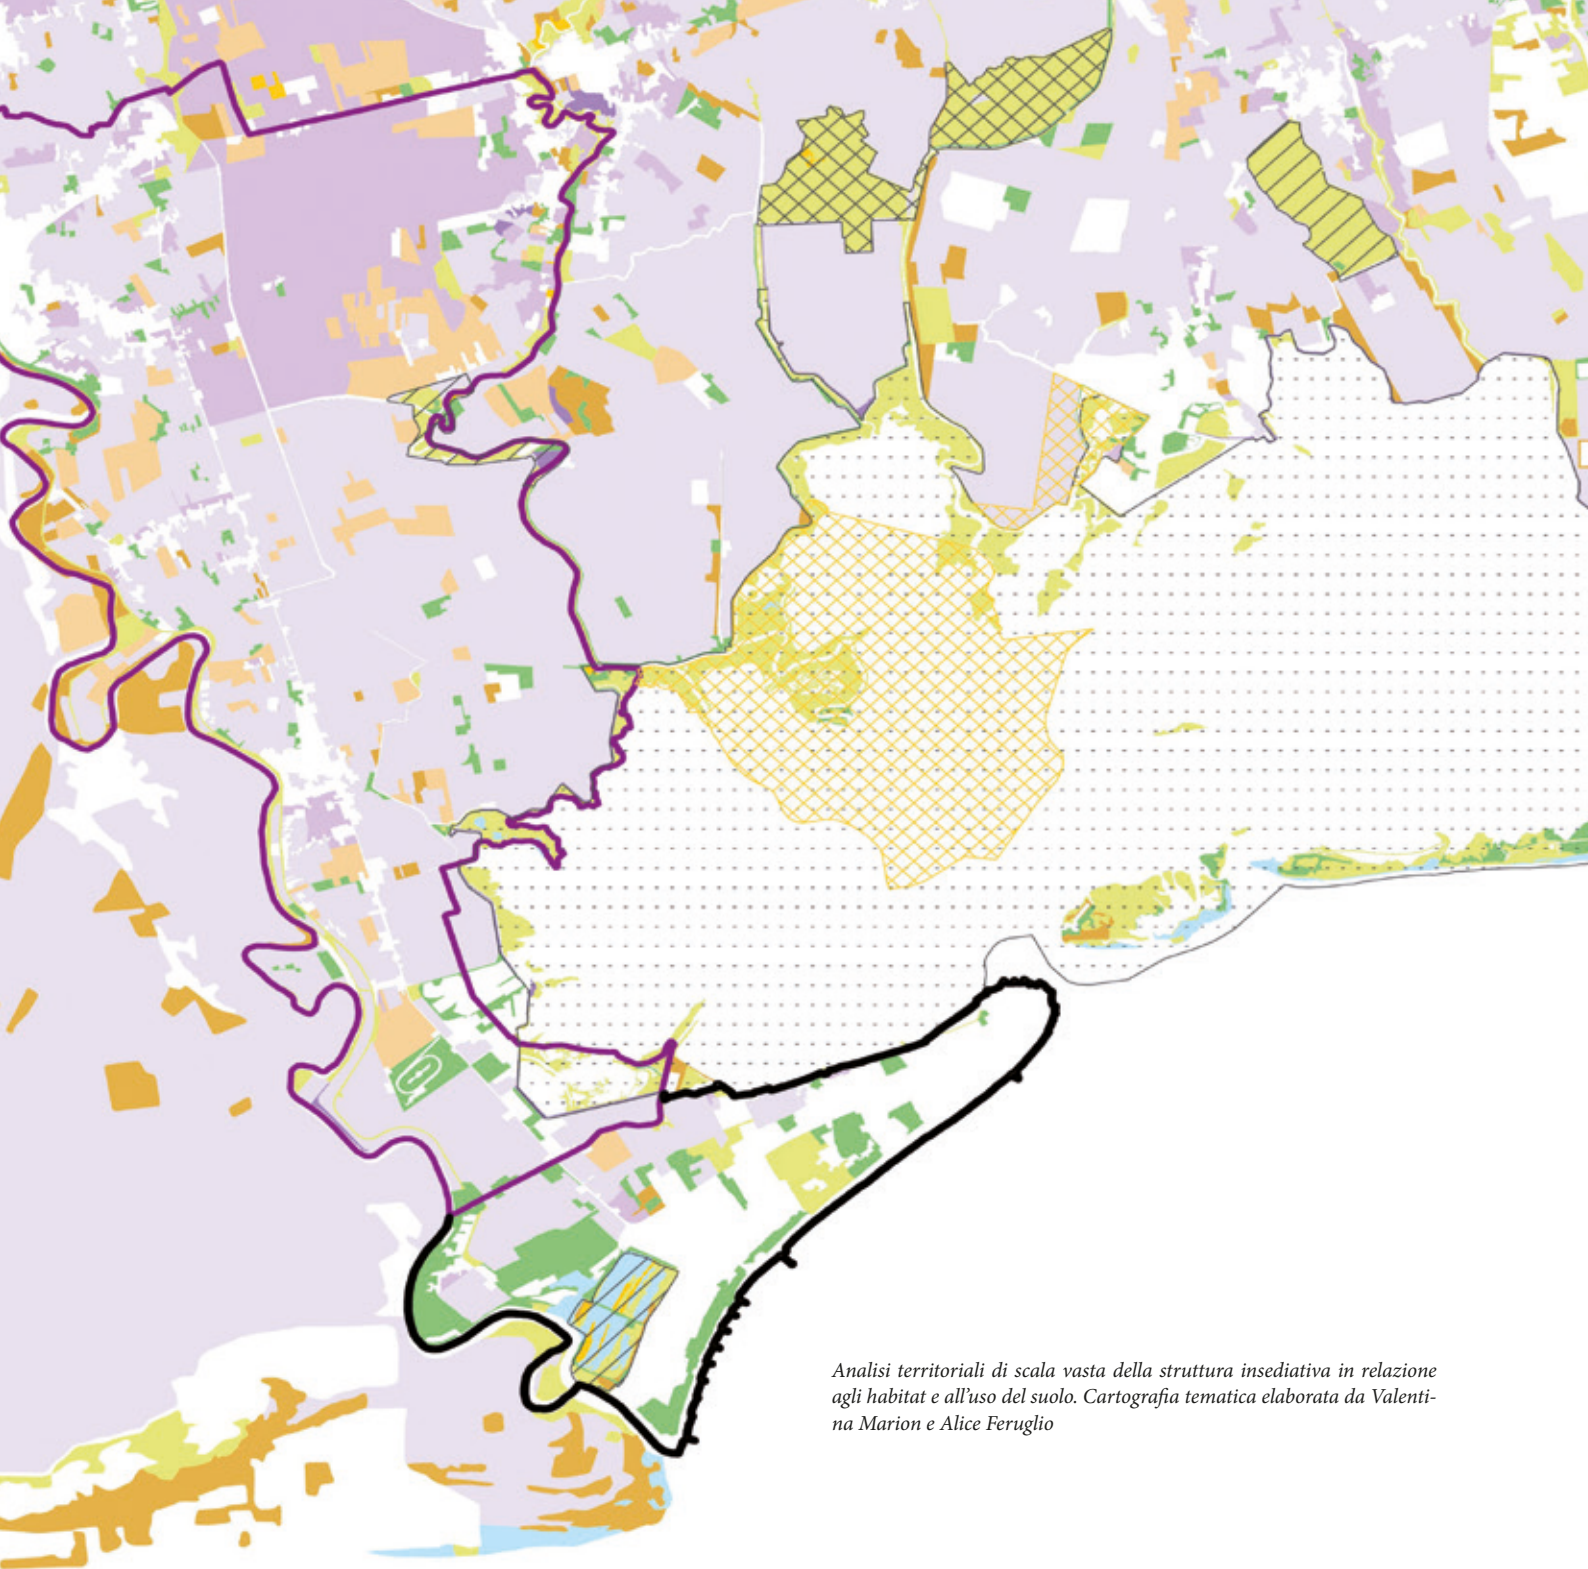 Analisi territoriali di scala vasta della struttura insediativa in relazione
agli habitat e all'uso del suolo. Cartografia tematica elaborata da Valenti-
na Marion e Alice Feruglio